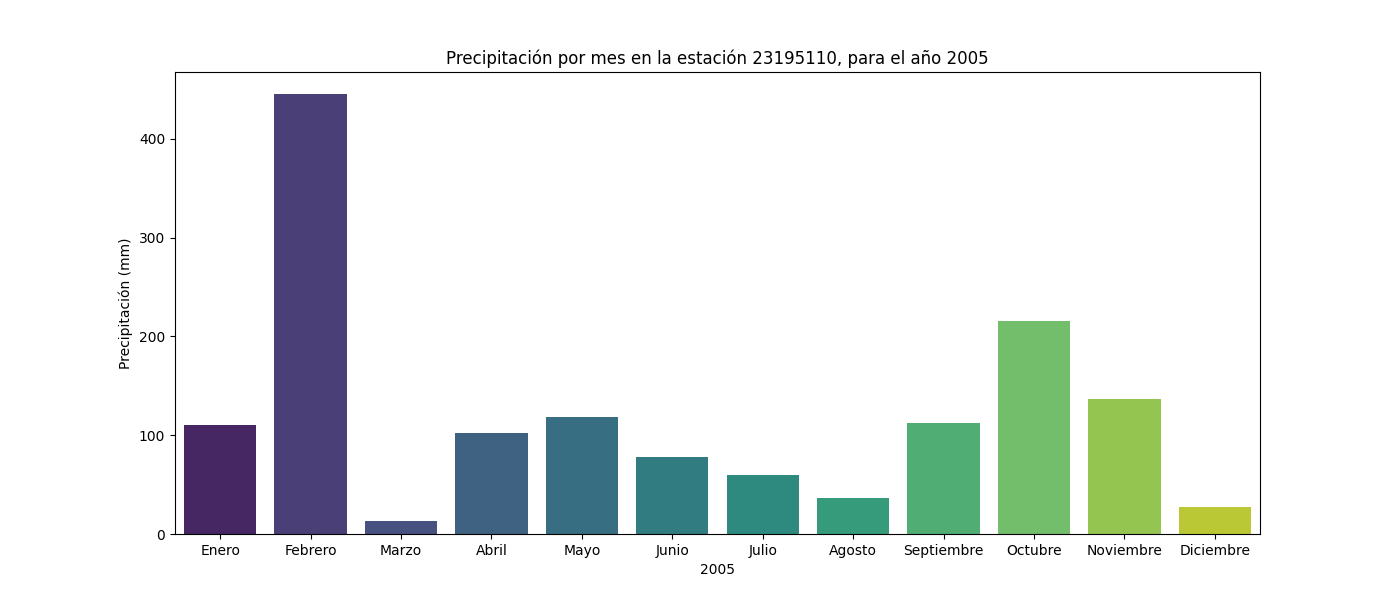 Precipitación por mes en la estación 23195110, para el año 2005
Precipitación (mm)
400
300
200
100
0
Enero Febrero Marzo Abril Mayo Junio Julio Agosto Septiembre Octubre Noviembre Diciembre
2005